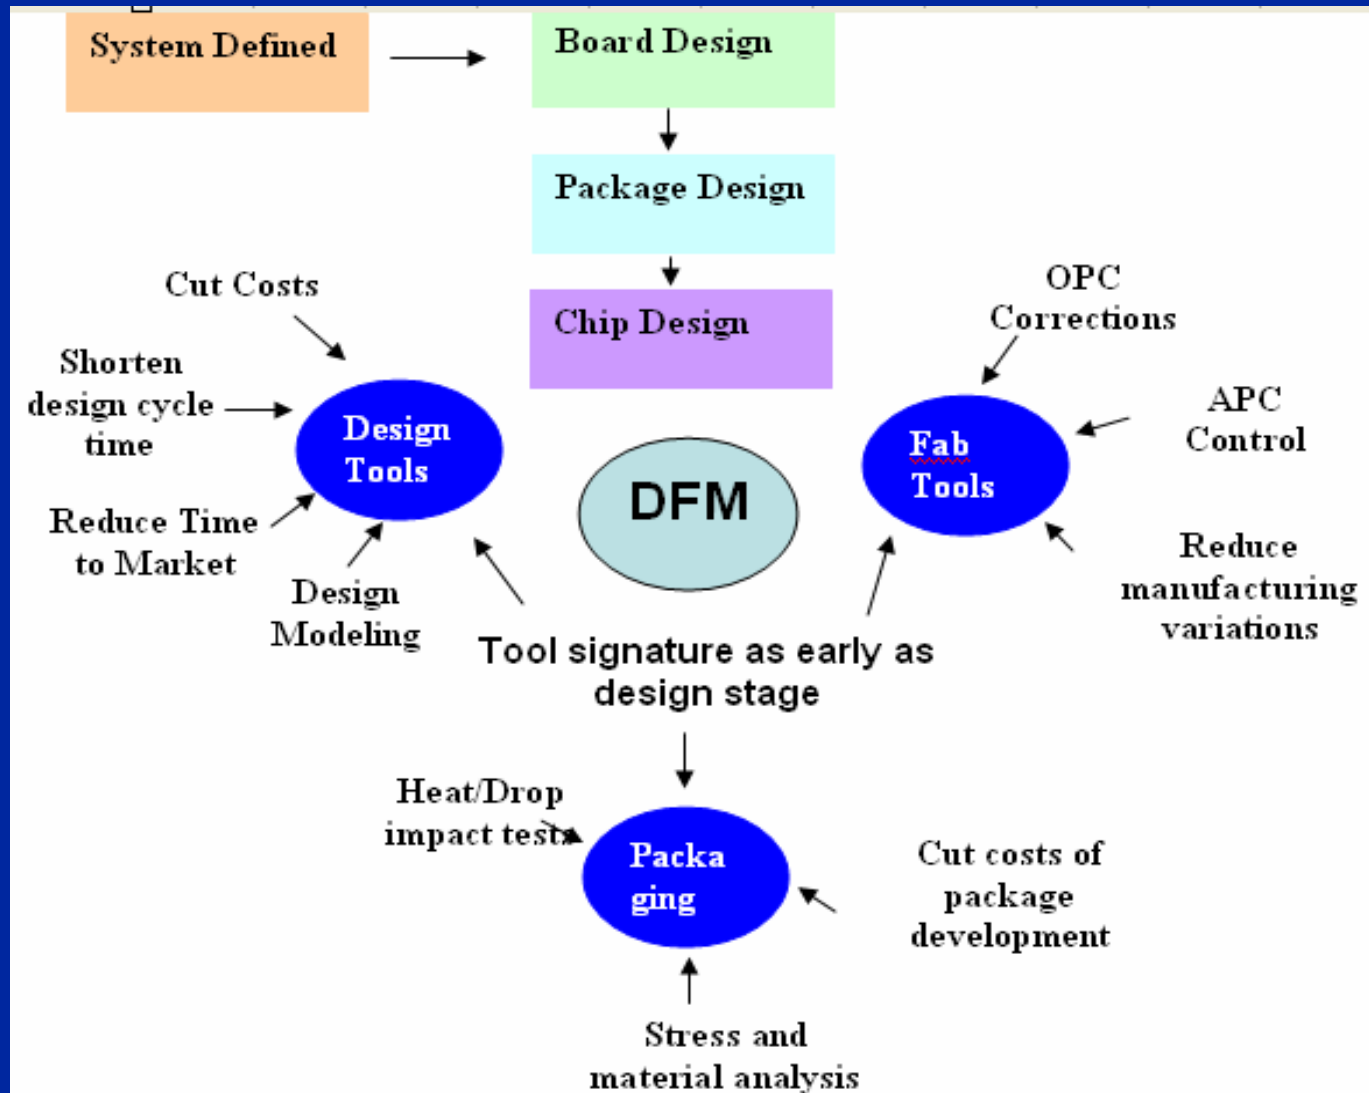 System Defined
Board Design
Package Design
Chip Design
Cut Costs
Shorten
design cycle
time
Reduce Time
to Market
Design
Modeling
Design
Tools
DFM
OPC
Corrections
APC
Control
Reduce
manufacturing
variations
Fab
Tools
Tool signature as early as
design stage
Heat/Drop
impact tests
Packa
ging
Cut costs of
package
development
Stress and
material analysis